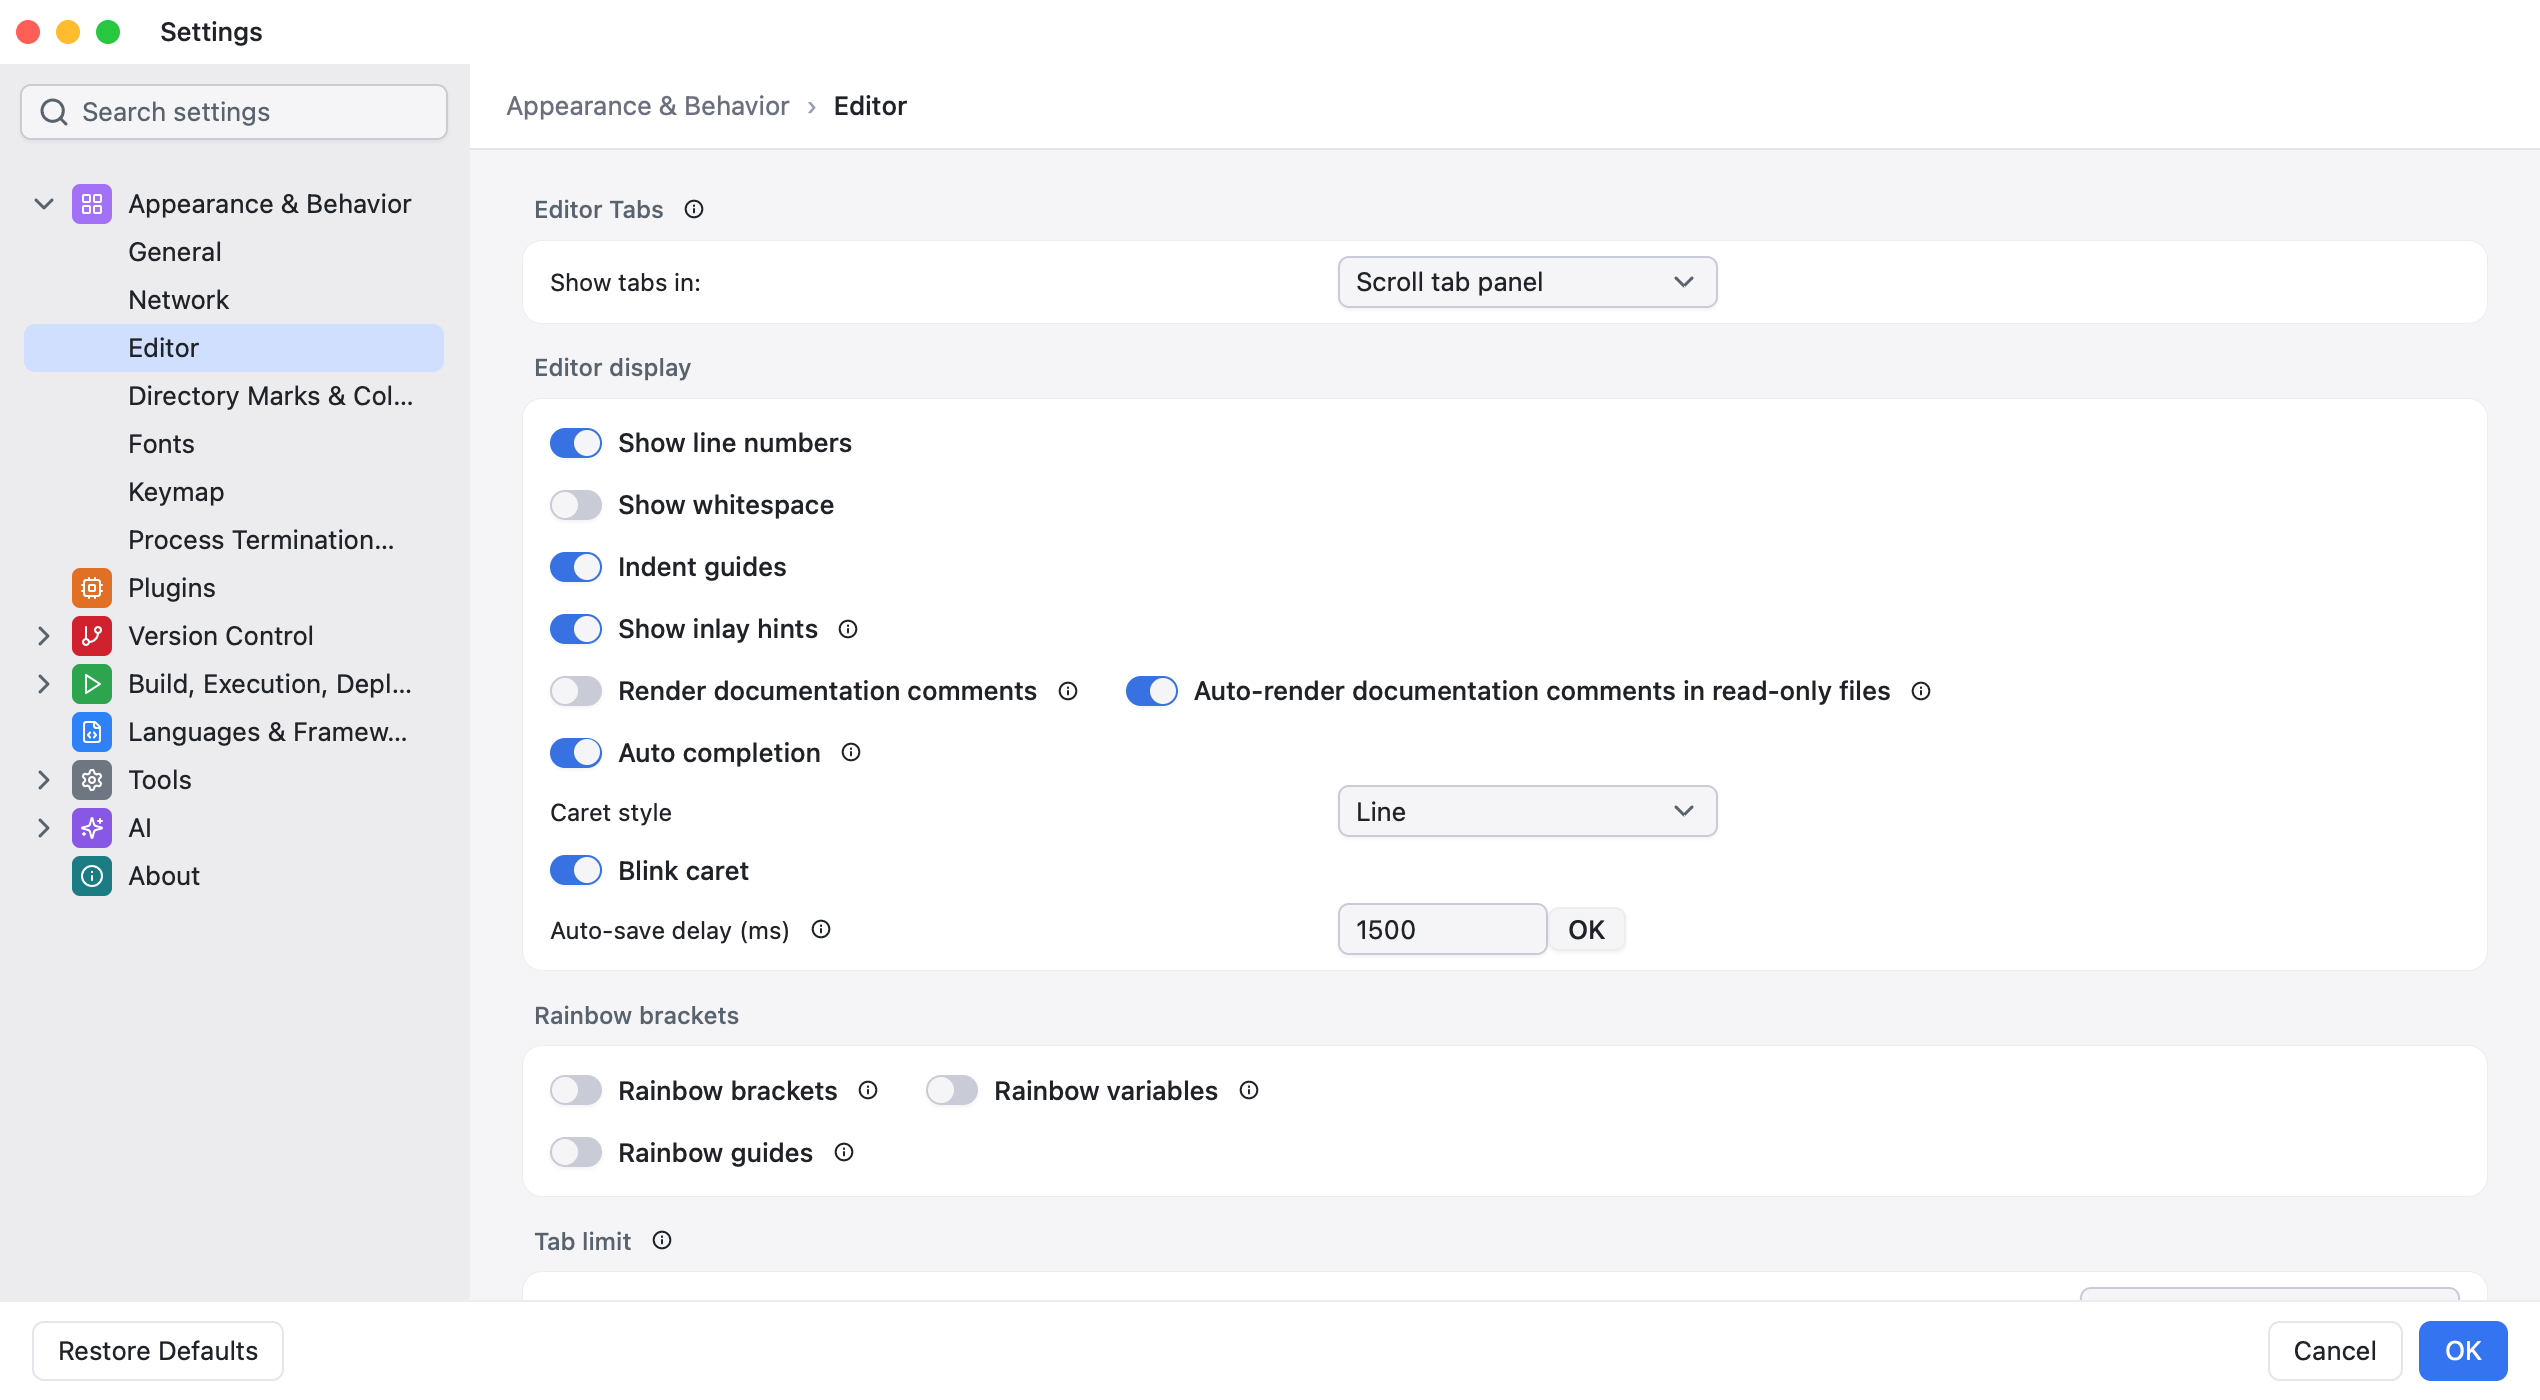 Settings
Search settings
Appearance & Behavior
General
Network
Editor
Directory Marks & Col...
Fonts
Keymap
Process Termination...
Plugins
Version Control
Build, Execution, Depl...
Languages & Framew...
Tools
AI
About
Appearance & Behavior › Editor
Editor Tabs
Show tabs in: Scroll tab panel
Editor display
Show line numbers
Show whitespace
Indent guides
Show inlay hints
Render documentation comments Auto-render documentation comments in read-only files
Auto completion
Caret style Line
Blink caret
Auto-save delay (ms) 1500 OK
Rainbow brackets
Rainbow brackets Rainbow variables
Rainbow guides
Tab limit
Restore Defaults Cancel OK